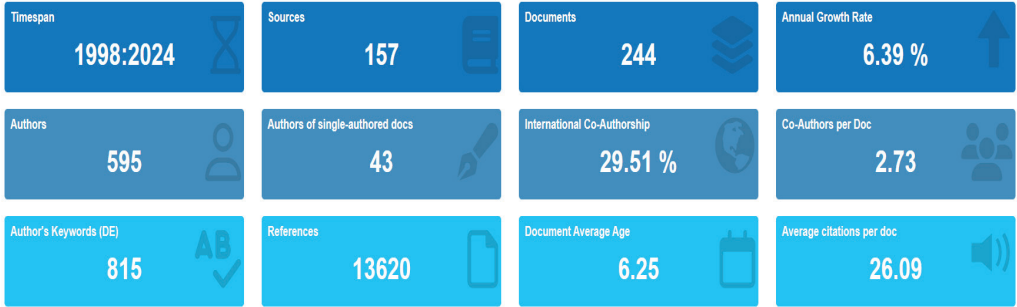 Timespan
1998:2024
Sources
157
Documents
244
Annual Growth Rate
6.39 %
Authors
595
Authors of single-authored docs
43
International Co-Authorship
29.51 %
Co-Authors per Doc
2.73
Author's Keywords (DE)
815
AB
References
13620
Document Average Age
6.25
Average citations per doc
26.09